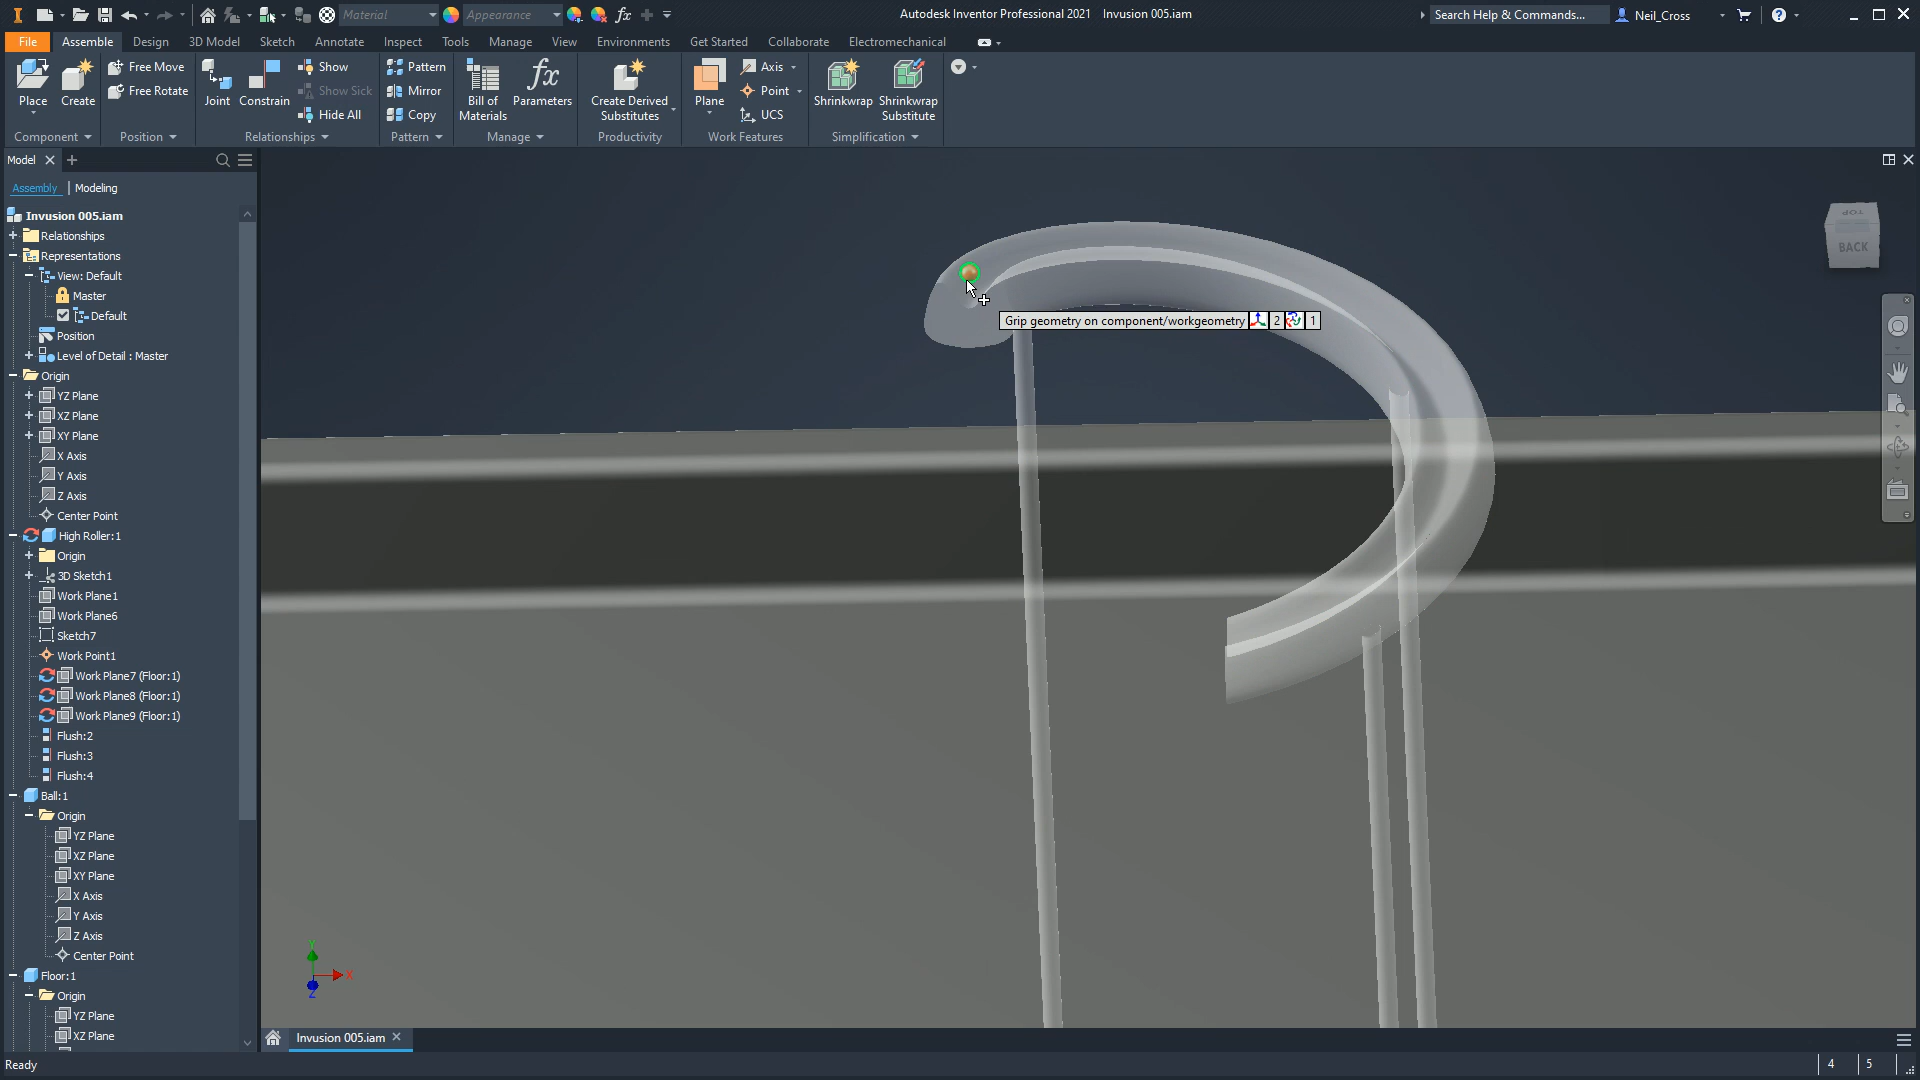 Material
Appearance
Autodesk Inventor Professional 2021 Invusion 005.iam
Search Help & Commands...
Neil_Cross
File Assemble Design 3D Model Sketch Annotate Inspect Tools Manage View Environments Get Started Collaborate Electromechanical
Place
Create
Component
Free Move
Free Rotate
Position
Joint
Constrain
Show
Show Sick
Hide All
Relationships
Pattern
Mirror
Copy
Pattern
Bill of
Materials
Parameters
Manage
Create Derived
Substitutes
Productivity
Plane
Axis
Point
UCS
Work Features
Shrinkwrap
Shrinkwrap
Substitute
Simplification
Model
Assembly | Modeling
Invusion 005.iam
Relationships
Representations
View: Default
Master
Default
Position
Level of Detail : Master
Origin
YZ Plane
XZ Plane
XY Plane
X Axis
Y Axis
Z Axis
Center Point
High Roller:1
Origin
3D Sketch1
Work Plane1
Work Plane6
Sketch7
Work Point1
Work Plane7 (Floor:1)
Work Plane8 (Floor:1)
Work Plane9 (Floor:1)
Flush:2
Flush:3
Flush:4
Ball:1
Origin
YZ Plane
XZ Plane
XY Plane
X Axis
Y Axis
Z Axis
Center Point
Floor:1
Origin
YZ Plane
XZ Plane
Grip geometry on component/workgeometry 2 1
TOP
BACK
Y
X
Z
Invusion 005.iam
Ready
4 5